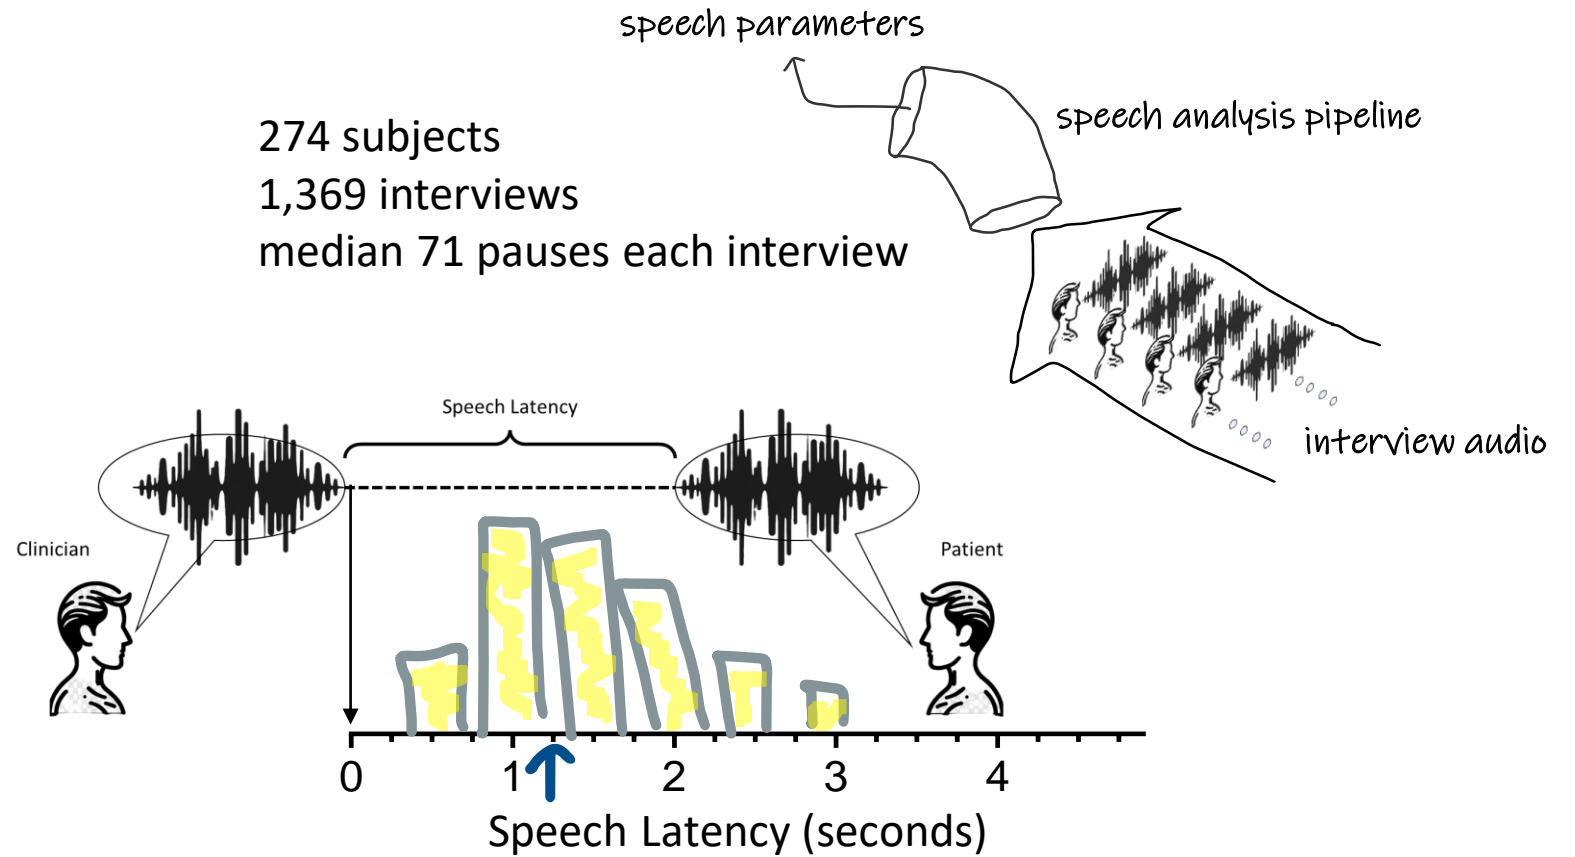 speech parameters
speech analysis pipeline
274 subjects
1,369 interviews
median 71 pauses each interview
interview audio
Speech Latency
Clinician
Patient
0 1 2 3 4
Speech Latency (seconds)